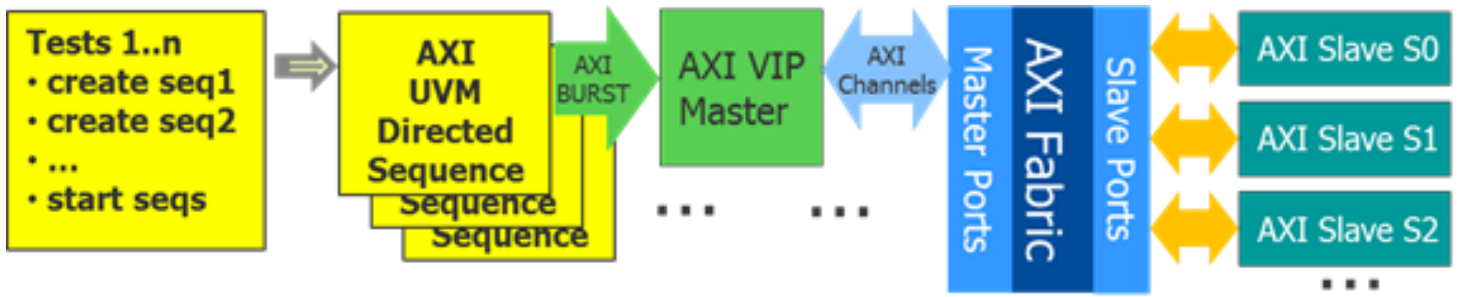 Tests 1..n
• create seq1
• create seq2
• ...
• start seqs
AXI
UVM
Directed
Sequence
Sequence
Sequence
AXI
BURST
AXI VIP
Master
...
AXI
Channels
...
Master Ports
AXI Fabric
Slave Ports
AXI Slave S0
AXI Slave S1
AXI Slave S2
...